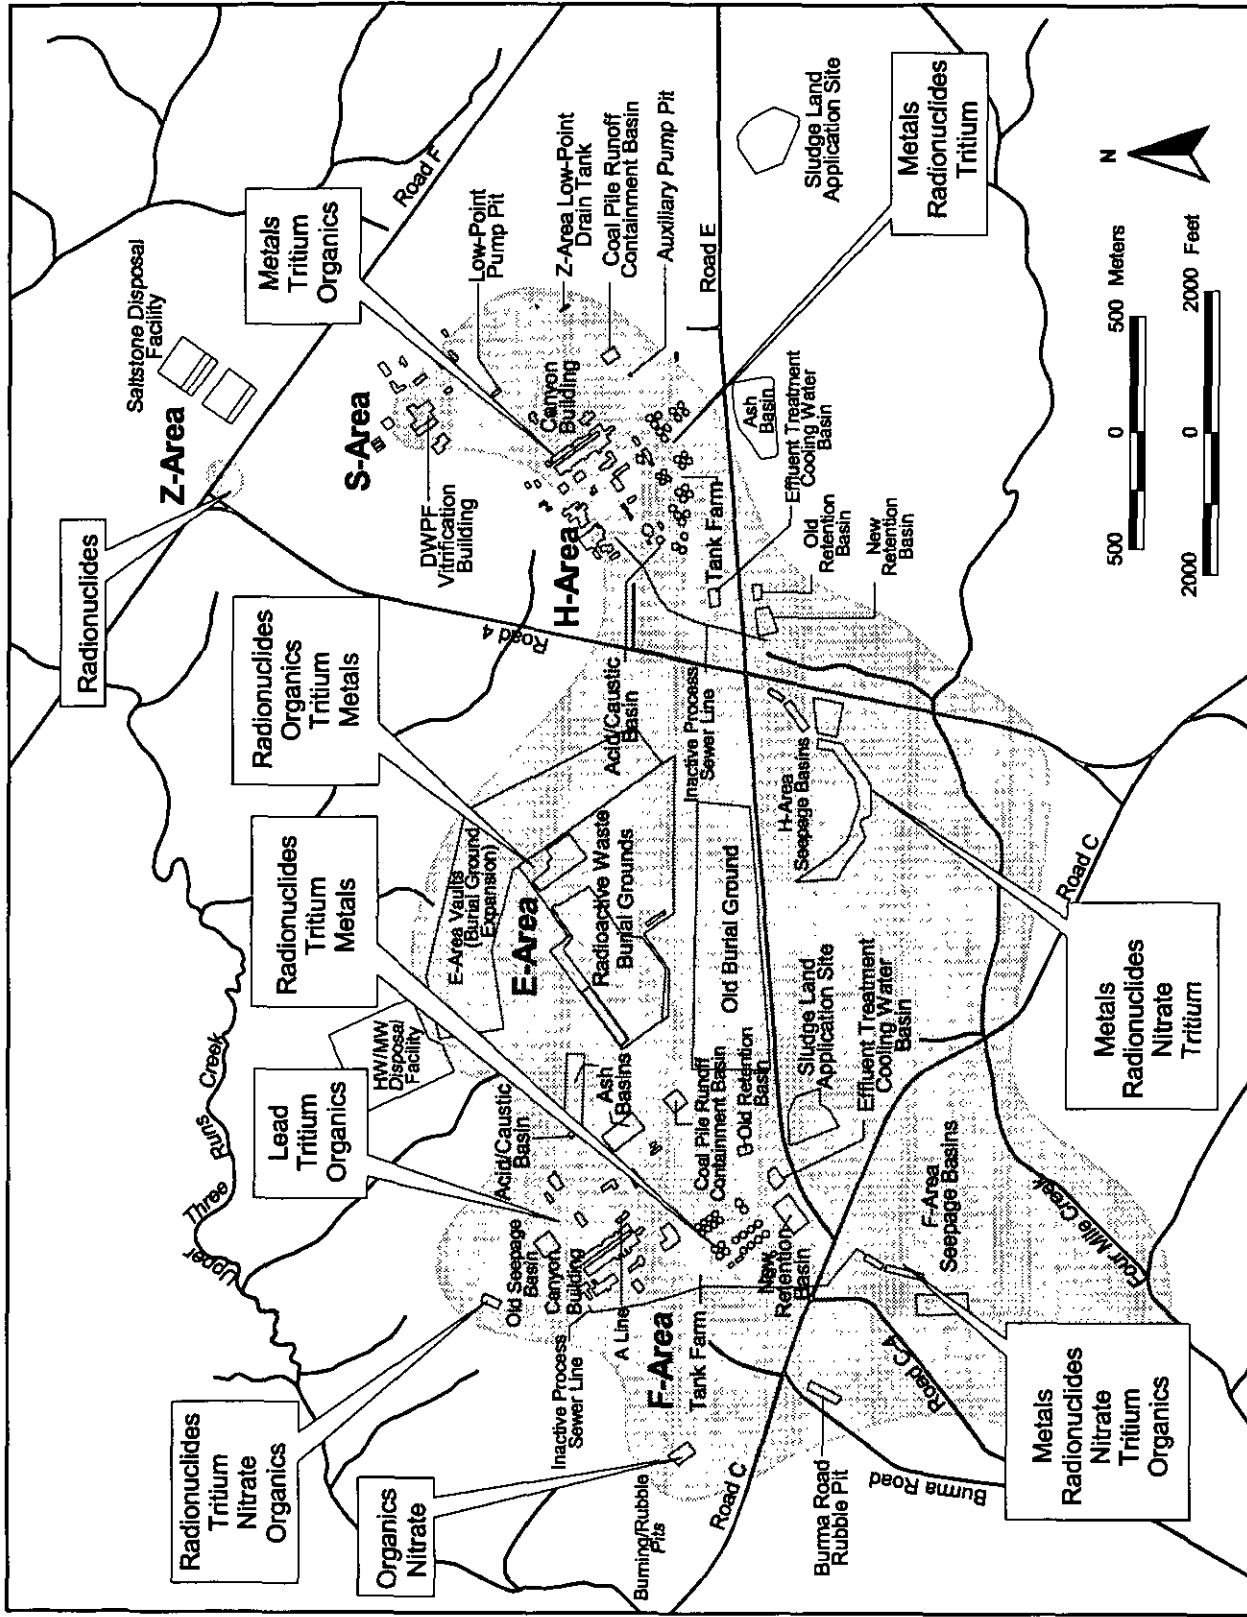 Radionuclides
Tritium
Nitrate
Organics
Organics
Nitrate
Lead
Tritium
Organics
Radionuclides
Tritium
Metals
Radionuclides
Organics
Tritium
Metals
Radionuclides
Metals
Tritium
Organics
Metals
Radionuclides
Tritium
Metals
Radionuclides
Nitrate
Tritium
Metals
Radionuclides
Nitrate
Tritium
Organics
Upper
Three
Runs
Creek
HW/MW
Disposal
Facility
E-Area Vaults
(Burial Ground
Expansion)
E-Area
Radioactive Waste
Burial Grounds
Old Burial Ground
Z-Area
Saltstone Disposal
Facility
Road F
S-Area
DWPF
Vitrification
Building
Low-Point
Pump Pit
Z-Area Low-Point
Drain Tank
Coal Pile Runoff
Containment Basin
Auxiliary Pump Pit
Canyon
Building
H-Area
Tank Farm
Road 4
Road E
Acid/Caustic
Basin
Inactive Process
Sewer Line
Ash
Basin
Effluent Treatment
Cooling Water
Basin
Old
Retention
Basin
New
Retention
Basin
Sludge Land
Application Site
H-Area
Seepage Basins
Road C
Acid/Caustic
Basin
Ash
Basins
Old Seepage
Basin
Canyon
Building
Inactive Process
Sewer Line
A Line
F-Area
Tank Farm
Coal Pile Runoff
Containment Basin
Old Retention
Basin
New
Retention
Basin
Sludge Land
Application Site
Effluent Treatment
Cooling Water
Basin
F-Area
Seepage Basins
Four Mile Creek
Burning/Rubble
Pits
Road C
Burma Road
Rubble Pit
Burma Road
Road C-A
N
500
0
500 Meters
2000
0
2000 Feet